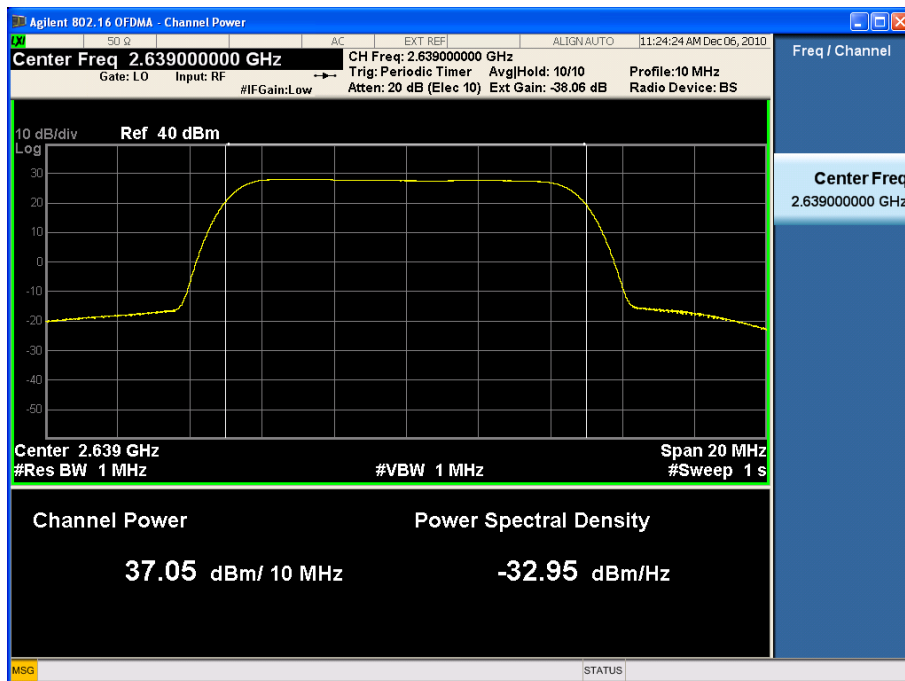 Agilent 802.16 OFDMA - Channel Power
LXI 50 Ω AC EXT REF ALIGN AUTO 11:24:24 AM Dec 06, 2010
Center Freq 2.639000000 GHz
Gate: LO Input: RF
#IFGain:Low
CH Freq: 2.639000000 GHz
Trig: Periodic Timer Avg|Hold: 10/10 Profile:10 MHz
Atten: 20 dB (Elec 10) Ext Gain: -38.06 dB Radio Device: BS
Freq / Channel
Center Freq
2.639000000 GHz
10 dB/div Ref 40 dBm
Log
30
20
10
0
-10
-20
-30
-40
-50
Center 2.639 GHz Span 20 MHz
#Res BW 1 MHz #VBW 1 MHz #Sweep 1 s
Channel Power Power Spectral Density
37.05 dBm/ 10 MHz -32.95 dBm/Hz
MSG STATUS